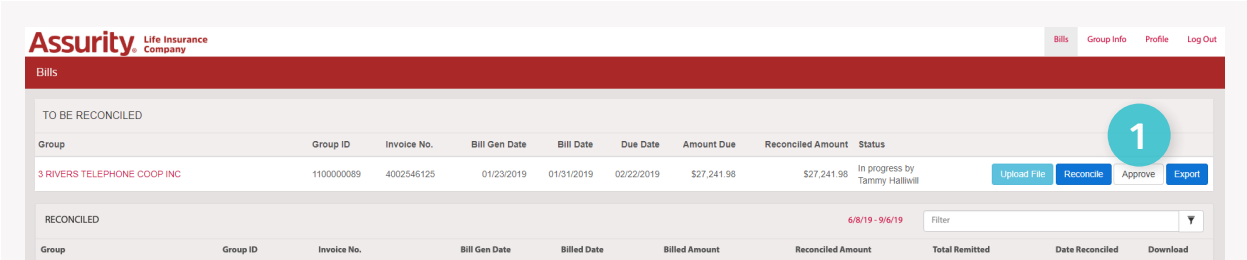 Assurity® Life Insurance Company
Bills Group Info Profile Log Out
Bills
TO BE RECONCILED
1
Group Group ID Invoice No. Bill Gen Date Bill Date Due Date Amount Due Reconciled Amount Status
3 RIVERS TELEPHONE COOP INC 1100000089 4002546125 01/23/2019 01/31/2019 02/22/2019 $27,241.98 $27,241.98 In progress by Tammy Halliwill Upload File Reconcile Approve Export
RECONCILED 6/8/19 - 9/6/19 Filter
Group Group ID Invoice No. Bill Gen Date Billed Date Billed Amount Reconciled Amount Total Remitted Date Reconciled Download